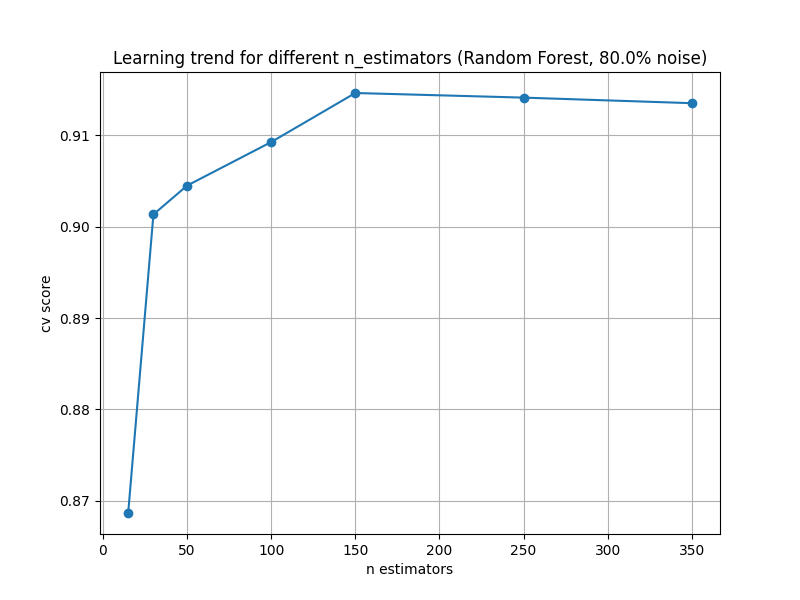 Learning trend for different n_estimators (Random Forest, 80.0% noise)
0.91
0.90
0.89
0.88
0.87
cv score
0 50 100 150 200 250 300 350
n estimators